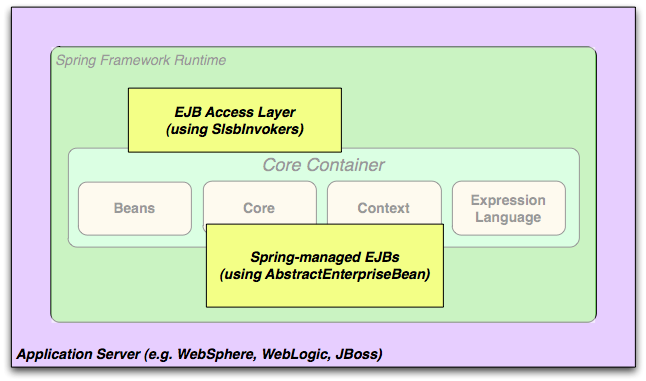 Spring Framework Runtime
EJB Access Layer
(using SlsbInvokers)
Core Container
Beans
Core
Context
Expression
Language
Spring-managed EJBs
(using AbstractEnterpriseBean)
Application Server (e.g. WebSphere, WebLogic, JBoss)